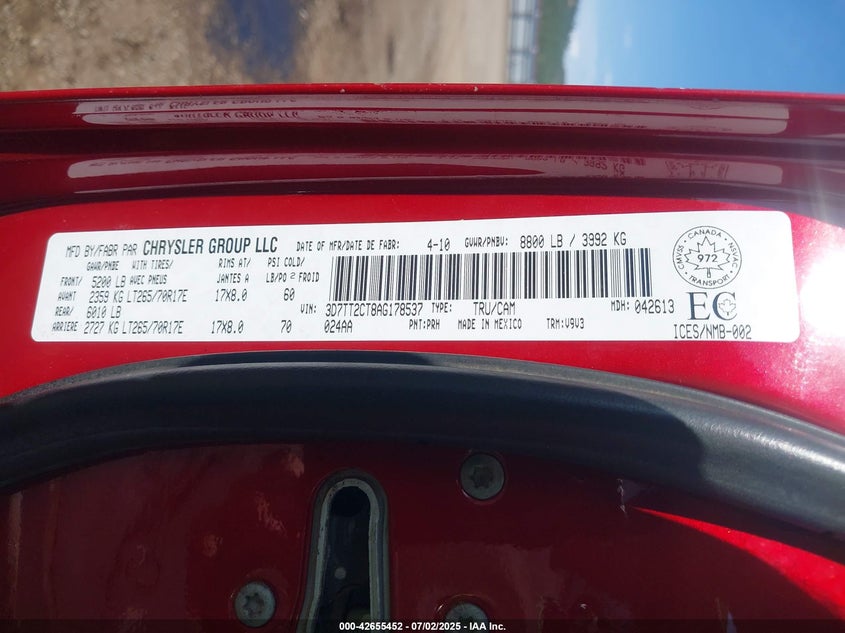 MFD BY/FABR PAR CHRYSLER GROUP LLC DATE OF MFR/DATE DE FABR: 4-10 GVWR/PNBV: 8800 LB / 3992 KG
GAWR/PNBE WITH TIRES/ RIMS AT/ PSI COLD/
FRONT/ 5200 LB AVEC PNEUS JANTES A LB/PO2 FROID
AVANT 2359 KG LT265/70R17E 17X8.0 60
REAR/ 6010 LB
ARRIERE 2727 KG LT265/70R17E 17X8.0 70
VIN: 3D7TT2CT8AG178537 TYPE: TRU/CAM MDH: 042613
024AA PNT: PRH MADE IN MEXICO TRM: V9V3
CANADA
CMVSS NSVAC
972
TRANSPORT
EC
ICES/NMB-002
CHRYSLER GROUP LLC
000-42655452 - 07/02/2025 - IAA Inc.